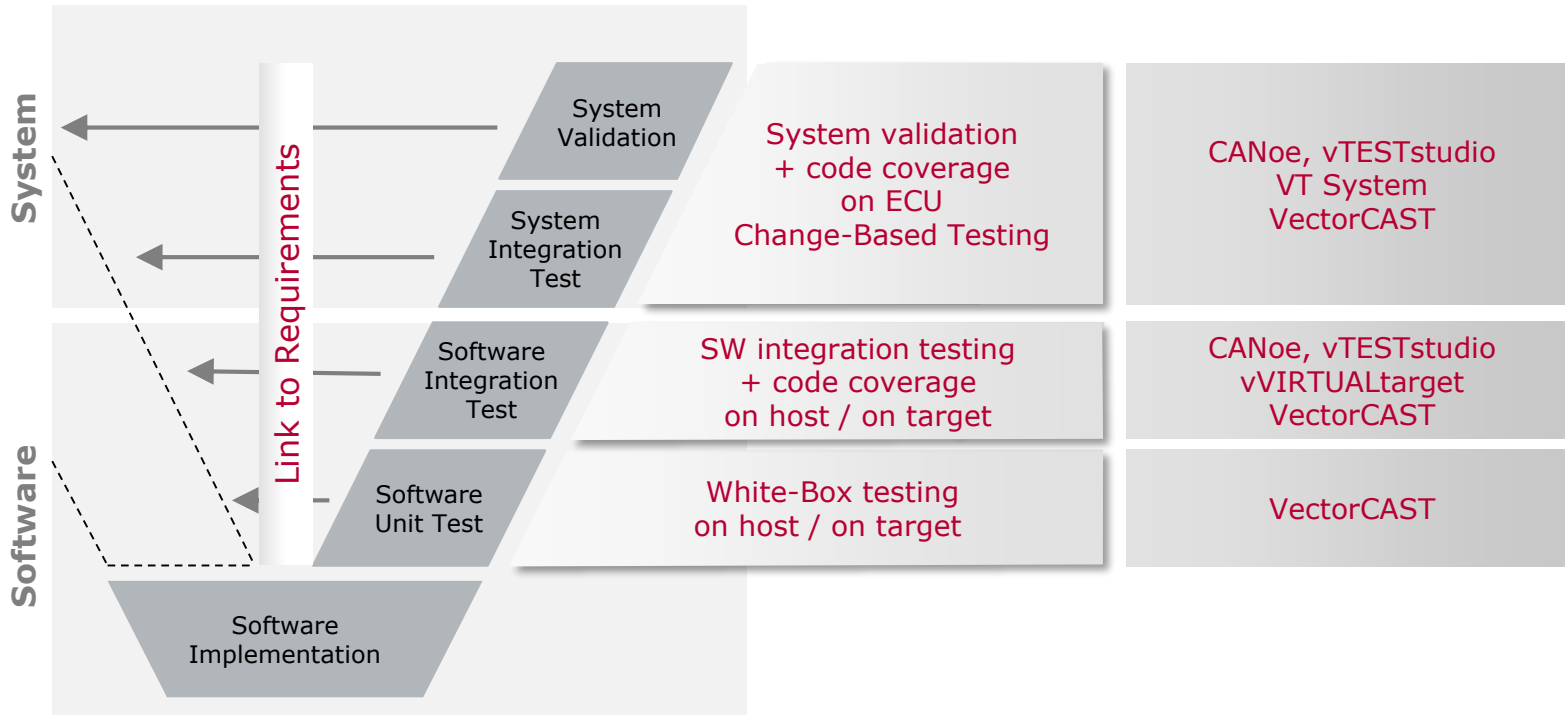 System
Software
Link to Requirements
System
Validation
System
Integration
Test
Software
Integration
Test
Software
Unit Test
Software
Implementation
System validation
+ code coverage
on ECU
Change-Based Testing
SW integration testing
+ code coverage
on host / on target
White-Box testing
on host / on target
CANoe, vTESTstudio
VT System
VectorCAST
CANoe, vTESTstudio
vVIRTUALtarget
VectorCAST
VectorCAST